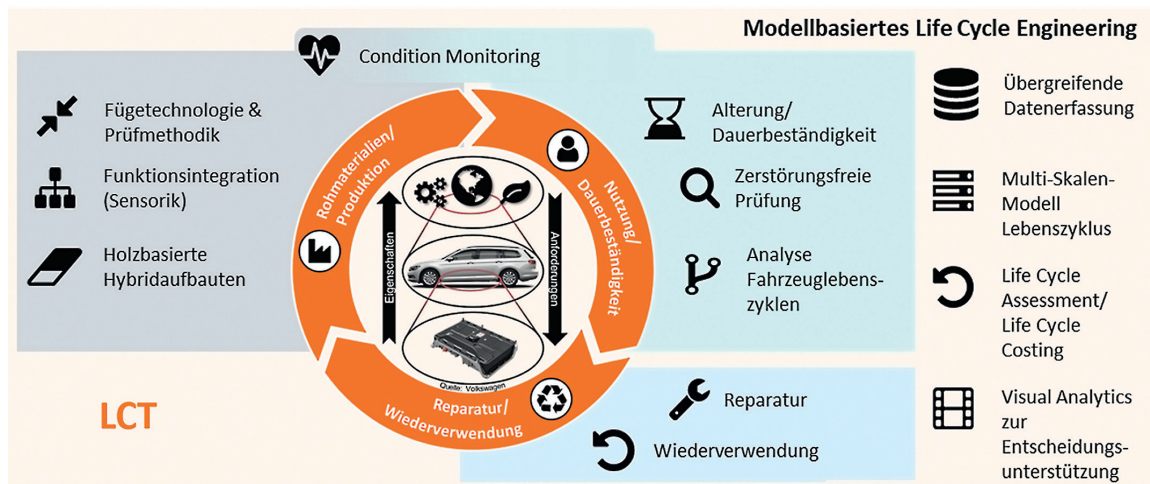 Modellbasiertes Life Cycle Engineering
Condition Monitoring
Fügetechnologie &
Prüfmethodik
Funktionsintegration
(Sensorik)
Holzbasierte
Hybridaufbauten
Rohmaterialien/
Produktion
Nutzung/
Dauerbeständigkeit
Reparatur/
Wiederverwendung
Eigenschaften
Anforderungen
Quelle: Volkswagen
Alterung/
Dauerbeständigkeit
Zerstörungsfreie
Prüfung
Analyse
Fahrzeuglebens-
zyklen
Reparatur
Wiederverwendung
Übergreifende
Datenerfassung
Multi-Skalen-
Modell
Lebenszyklus
Life Cycle
Assessment/
Life Cycle
Costing
Visual Analytics
zur
Entscheidungs-
unterstützung
LCT